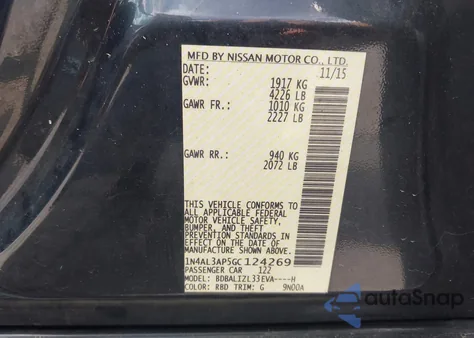 MFD BY NISSAN MOTOR CO., LTD.
DATE: 11/15
GVWR: 1917 KG
4226 LB
GAWR FR.: 1010 KG
2227 LB
GAWR RR.: 940 KG
2072 LB
THIS VEHICLE CONFORMS TO
ALL APPLICABLE FEDERAL
MOTOR VEHICLE SAFETY,
BUMPER, AND THEFT
PREVENTION STANDARDS
IN EFFECT ON THE DATE OF
MANUFACTURE SHOWN ABOVE.
1N4AL3AP5GC124269
PASSENGER CAR 122
MODEL: BDBALIZL33EVA----H
COLOR: RBD TRIM: G 9N00A
autoSnap